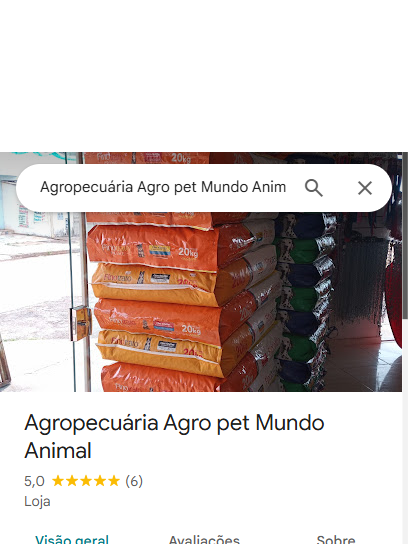 20kg
Agropecuária Agro pet Mundo Anim
20kg
20kg
Agropecuária Agro pet Mundo
Animal
5,0 (6)
Loja
Visão geral Avaliações Sobre